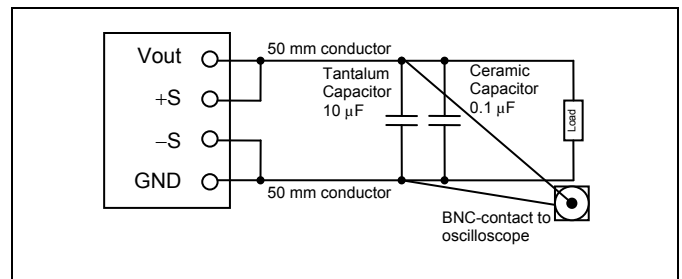 Vout
+S
−S
GND
50 mm conductor
Tantalum
Capacitor
10 μF
Ceramic
Capacitor
0.1 μF
Load
50 mm conductor
BNC-contact to
oscilloscope